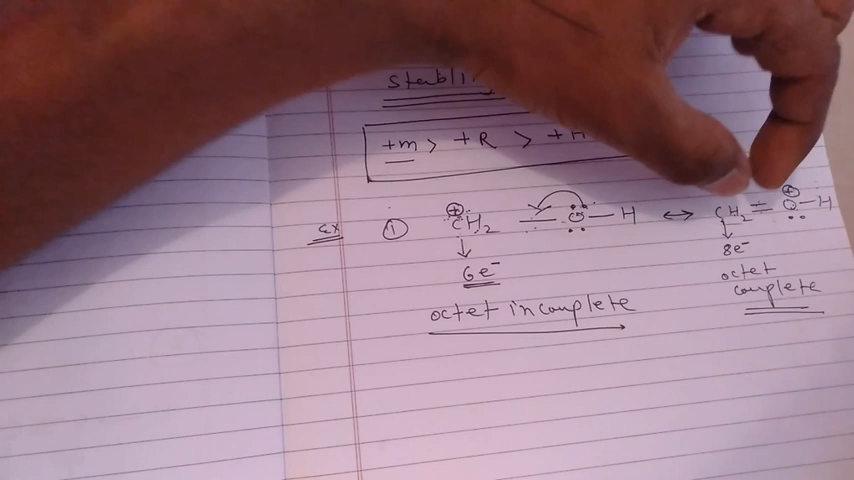 +m > +R > +H
Ex ① ⊕CH₂ — Ö — H ↔ CH₂ = O⊕ — H
↓ ↓
6e⁻ 8e⁻
octet incomplete octet
complete